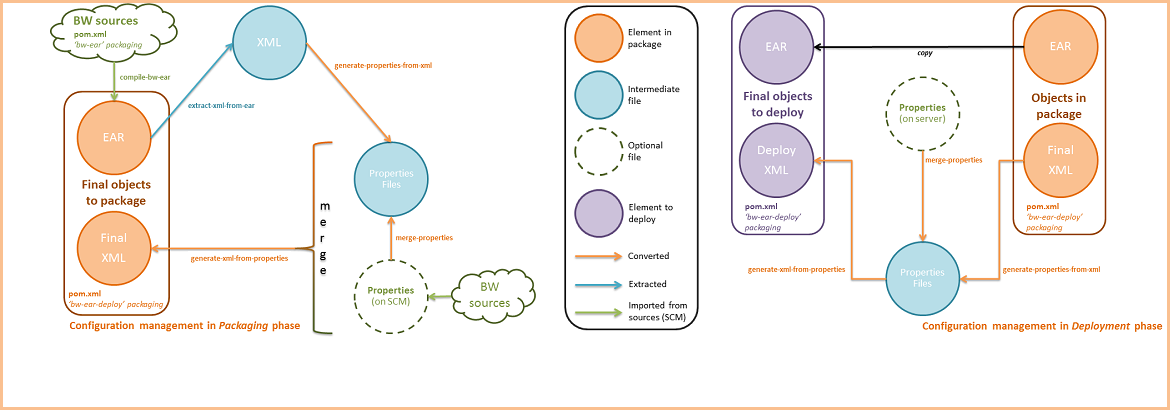 BW sources
pom.xml
'bw-ear' packaging
compile-bw-ear
XML
generate-properties-from-xml
extract-xml-from-ear
EAR
Final objects
to package
Final
XML
pom.xml
'bw-ear-deploy' packaging
generate-xml-from-properties
merge
Properties
Files
merge-properties
Properties
(on SCM)
BW
sources
Configuration management in Packaging phase
Element in
package
Intermediate
file
Optional
file
Element to
deploy
Converted
Extracted
Imported from
sources (SCM)
EAR
Final objects
to deploy
Deploy
XML
pom.xml
'bw-ear-deploy'
packaging
copy
Properties
(on server)
merge-properties
EAR
Objects in
package
Final
XML
pom.xml
'bw-ear-deploy'
packaging
generate-xml-from-properties
Properties
Files
generate-properties-from-xml
Configuration management in Deployment phase